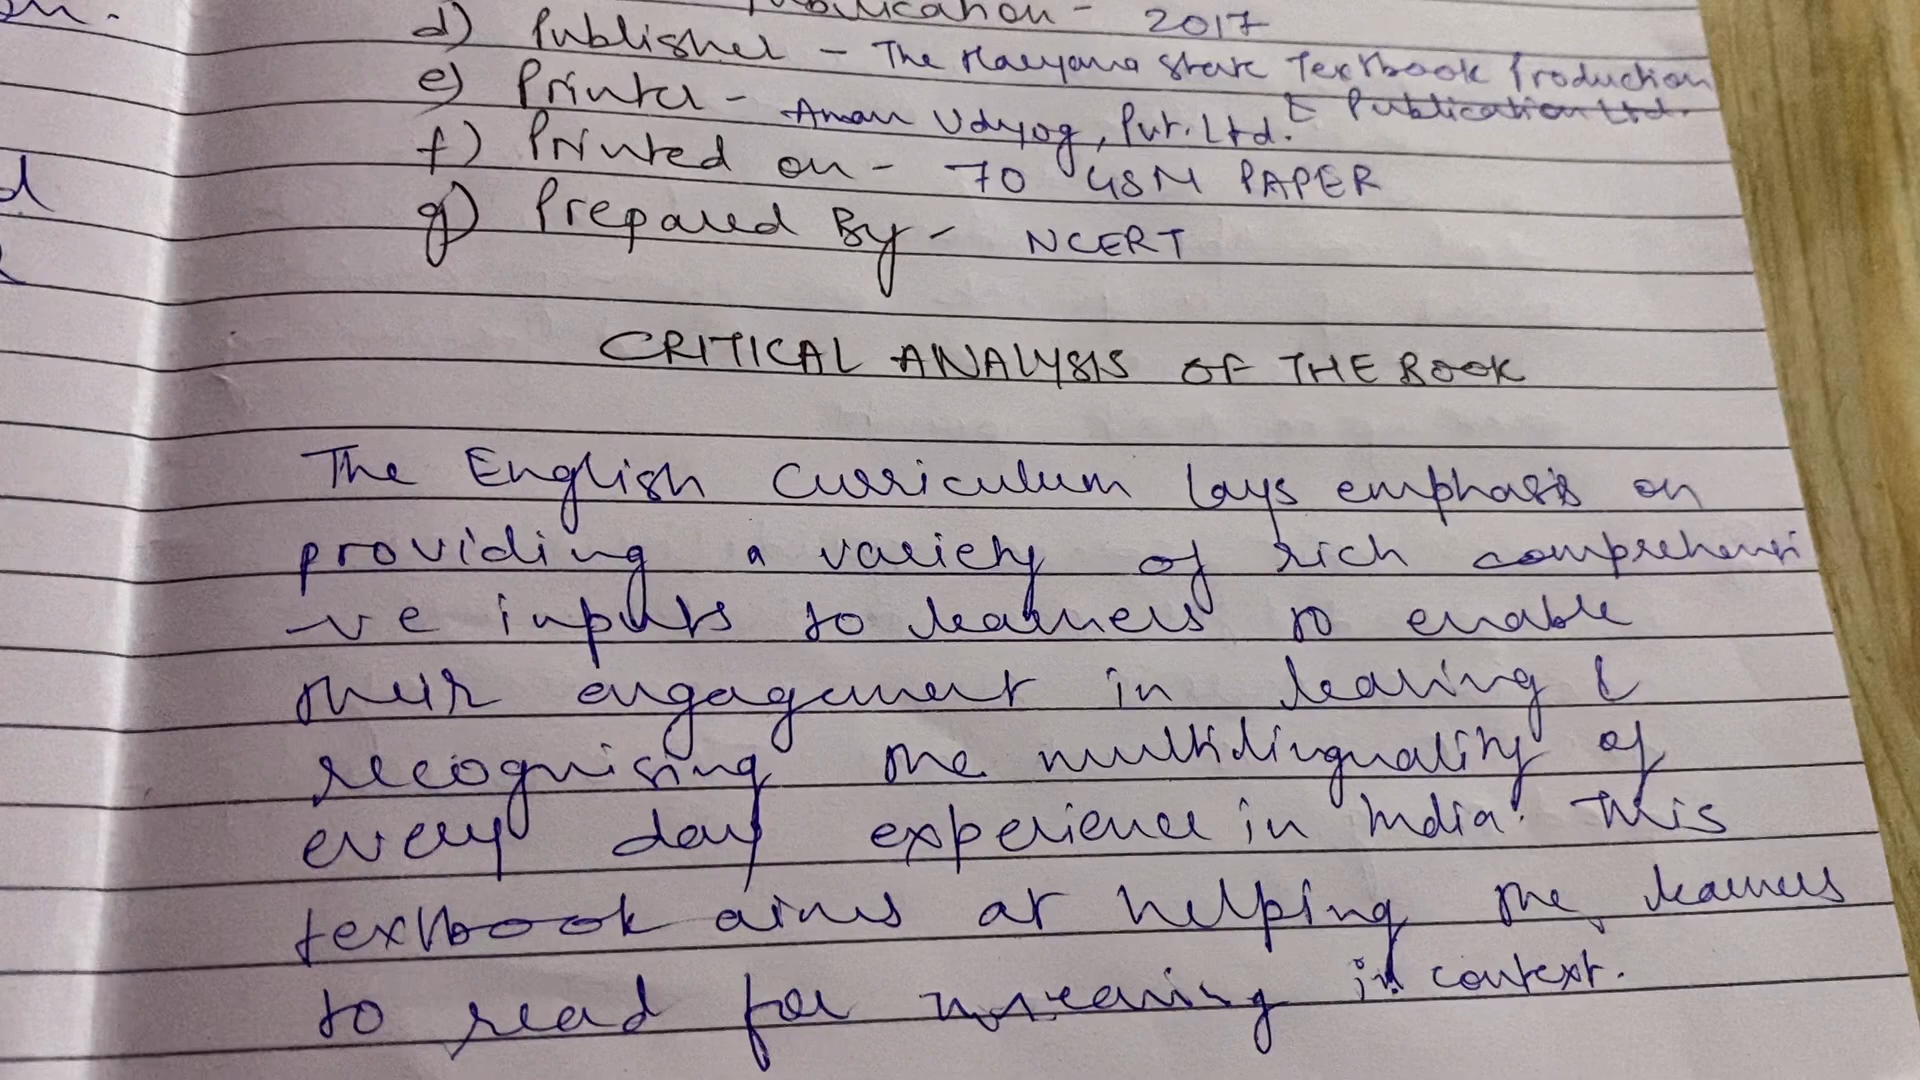 Publication - 2017
d) Publisher - The Haryana State Textbook Production
& Publication Ltd.
e) Printer - Aman Udyog, Pvt. Ltd.
f) Printed on - 70 GSM PAPER
g) Prepared By - NCERT
CRITICAL ANALYSIS OF THE BOOK
The English Curriculum lays emphasis on
providing a variety of rich comprehensi
-ve inputs to learners to enable
their engagement in learing &
recognising the multilinguality of
every day experience in India. This
textbook aims at helping the learners
to read for meaning in context.